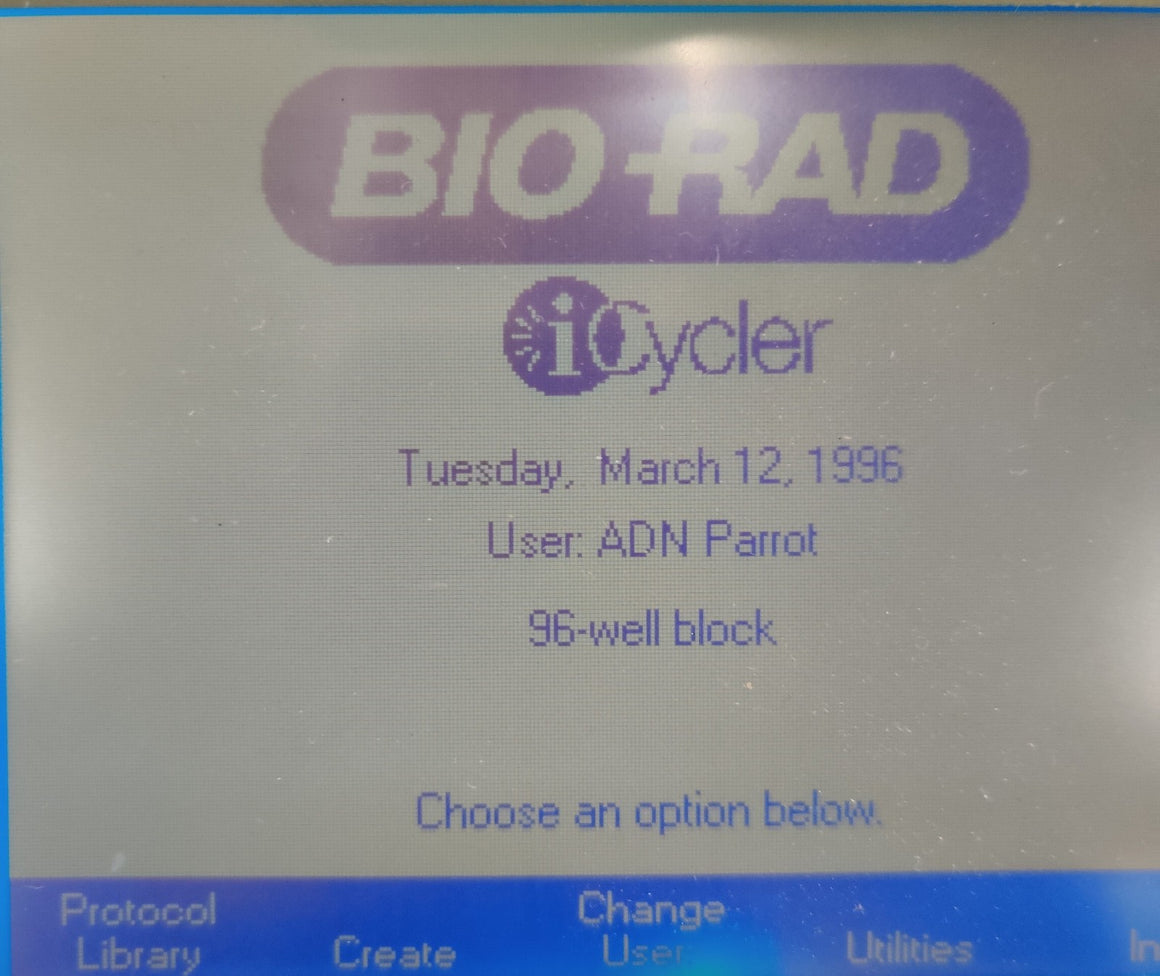 BIO-RAD
iCycler
Tuesday, March 12, 1996
User: ADN Parrot
96-well block
Choose an option below.
Protocol Library
Create
Change User
Utilities